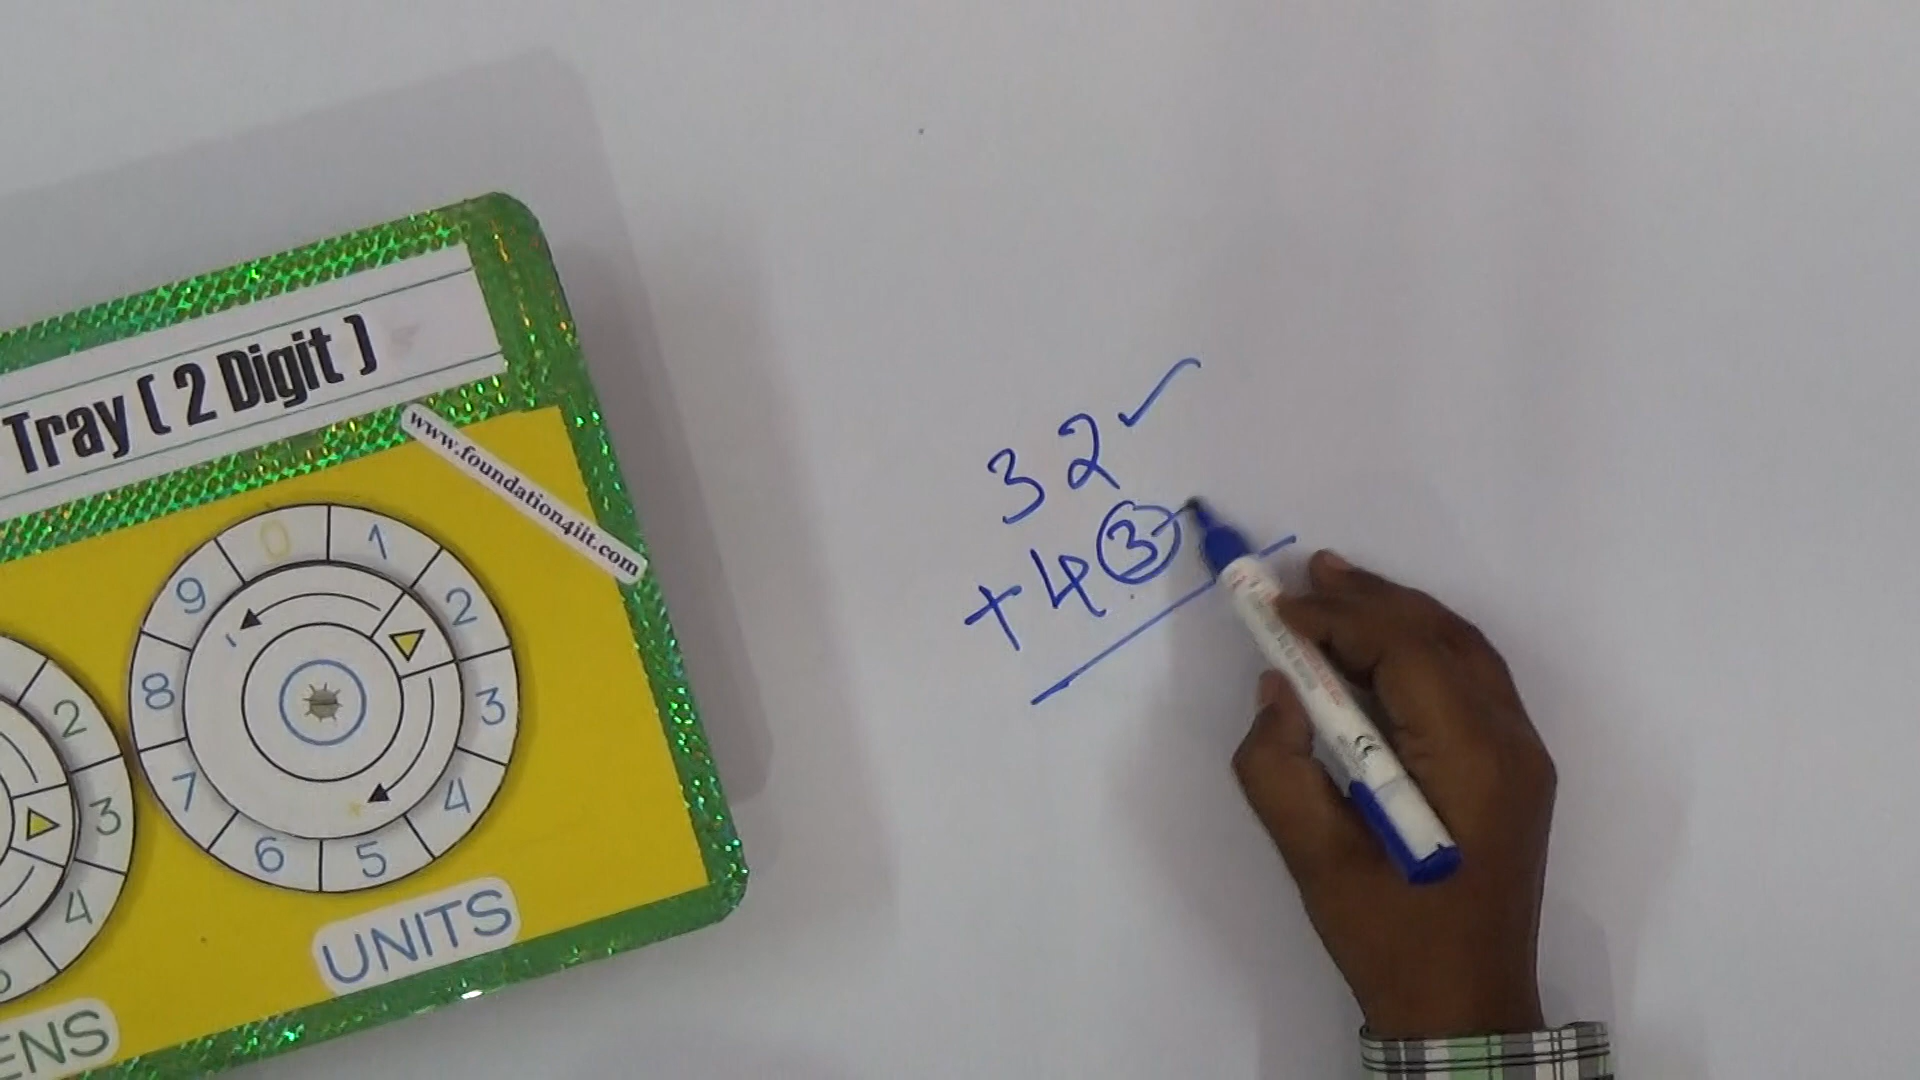 Tray ( 2 Digit )
www.foundation4iit.com
0 1 2 3 4 5 6 7 8 9
- +
UNITS
2 3 4
ENS
32 ✓
+ 43